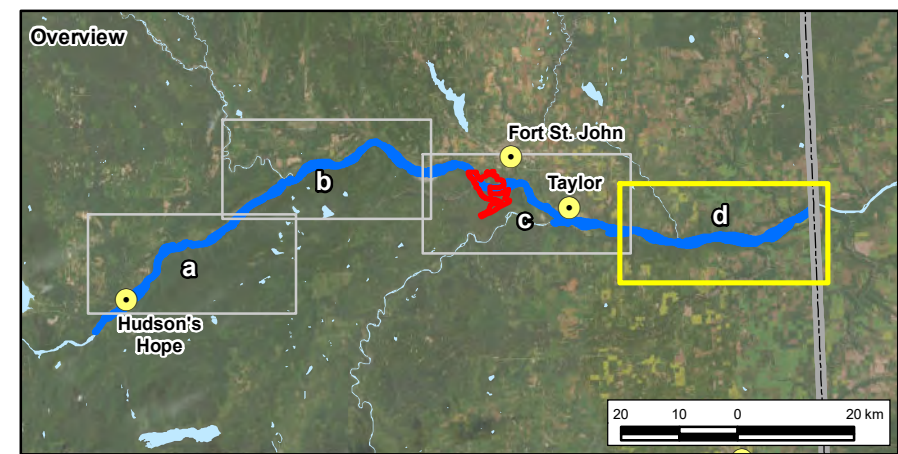 Overview
Fort St. John
Taylor
b
d
c
a
Hudson's
Hope
20 10 0 20 km